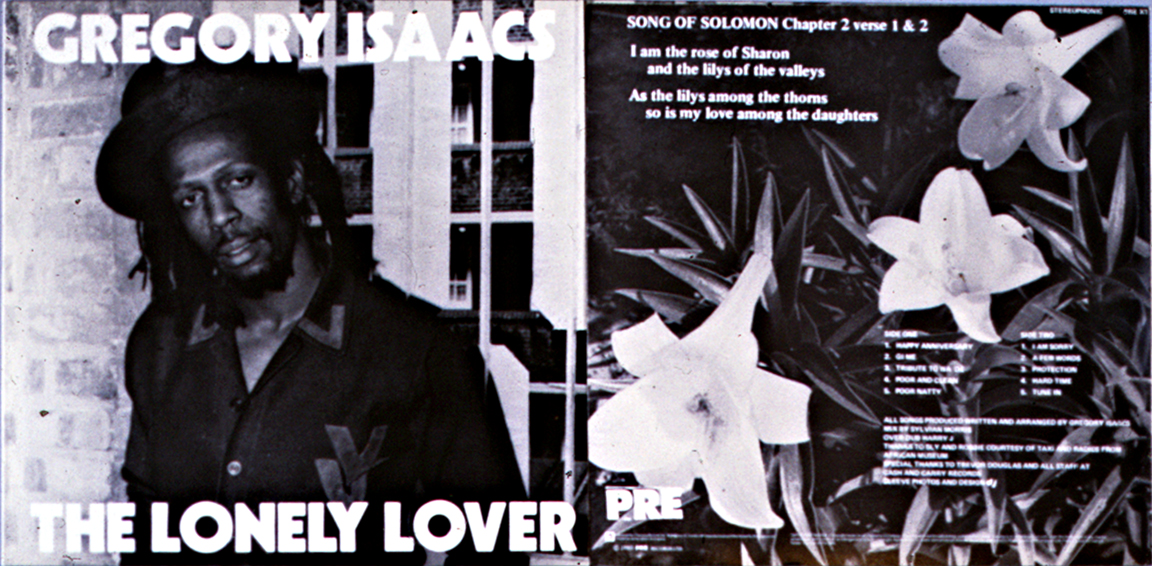 GREGORY ISAACS
THE LONELY LOVER
STEREOPHONIC
SONG OF SOLOMON Chapter 2 verse 1 & 2
I am the rose of Sharon
and the lilys of the valleys
As the lilys among the thorns
so is my love among the daughters
SIDE ONE
1. HAPPY ANNIVERSARY
2. GI ME
3. TRIBUTE TO WA DE
4. POOR AND CLEAN
5. POOR NATTY
SIDE TWO
1. I AM SORRY
2. A FEW WORDS
3. PROTECTION
4. HARD TIME
5. TUNE IN
ALL SONGS PRODUCED WRITTEN AND ARRANGED BY GREGORY ISAACS
MIX BY SYLVIAN MORRIS
OVER DUB HARRY J
THANKS TO SLY AND ROBBIE COURTESY OF TAXI AND RADICS FROM
AFRICAN MUSEUM
SPECIAL THANKS TO TREVOR DOUGLAS AND ALL STAFF AT
CASH AND CARRY RECORDS
SLEEVE PHOTOS AND DESIGN
PRE